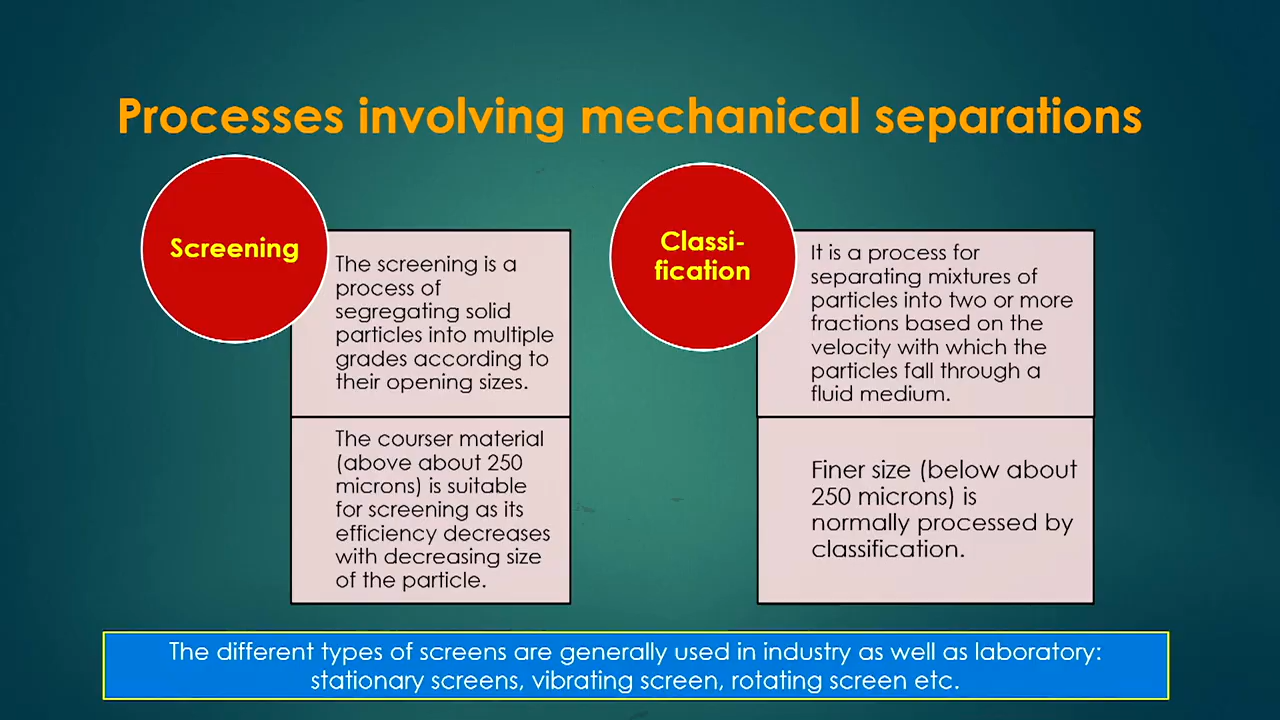 Processes involving mechanical separations
Screening
The screening is a
process of
segregating solid
particles into multiple
grades according to
their opening sizes.
The courser material
(above about 250
microns) is suitable
for screening as its
efficiency decreases
with decreasing size
of the particle.
Classi-
fication
It is a process for
separating mixtures of
particles into two or more
fractions based on the
velocity with which the
particles fall through a
fluid medium.
Finer size (below about
250 microns) is
normally processed by
classification.
The different types of screens are generally used in industry as well as laboratory:
stationary screens, vibrating screen, rotating screen etc.